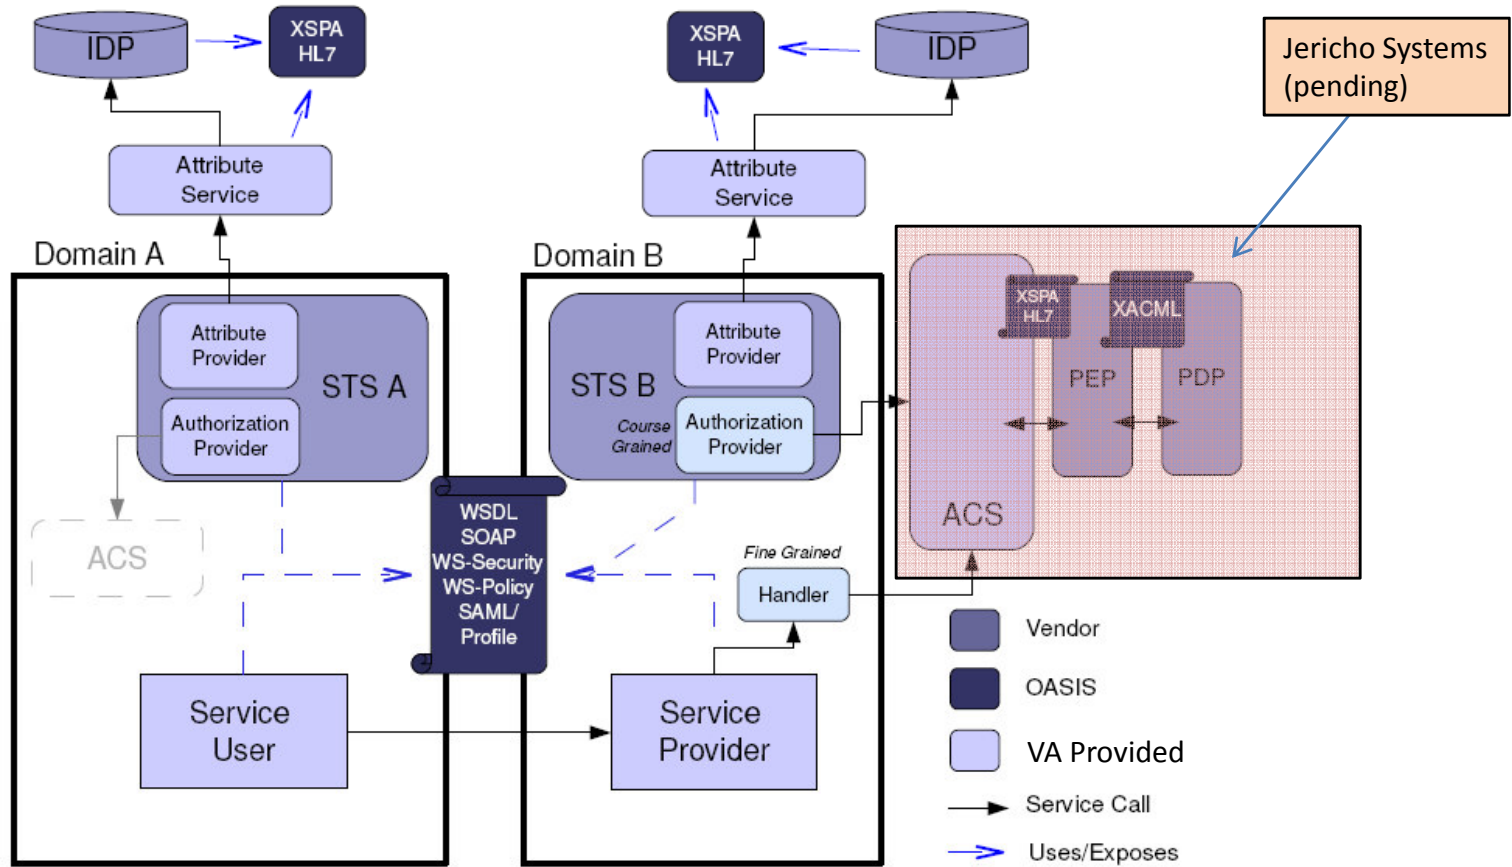 IDP
XSPA
HL7
XSPA
HL7
IDP
Jericho Systems
(pending)
Attribute
Service
Attribute
Service
Domain A
Domain B
Attribute
Provider
STS A
Authorization
Provider
ACS
Attribute
Provider
STS B
Course
Grained
Authorization
Provider
XSPA
HL7
XACML
PEP
PDP
ACS
WSDL
SOAP
WS-Security
WS-Policy
SAML/
Profile
Fine Grained
Handler
Service
User
Service
Provider
Vendor
OASIS
VA Provided
Service Call
Uses/Exposes